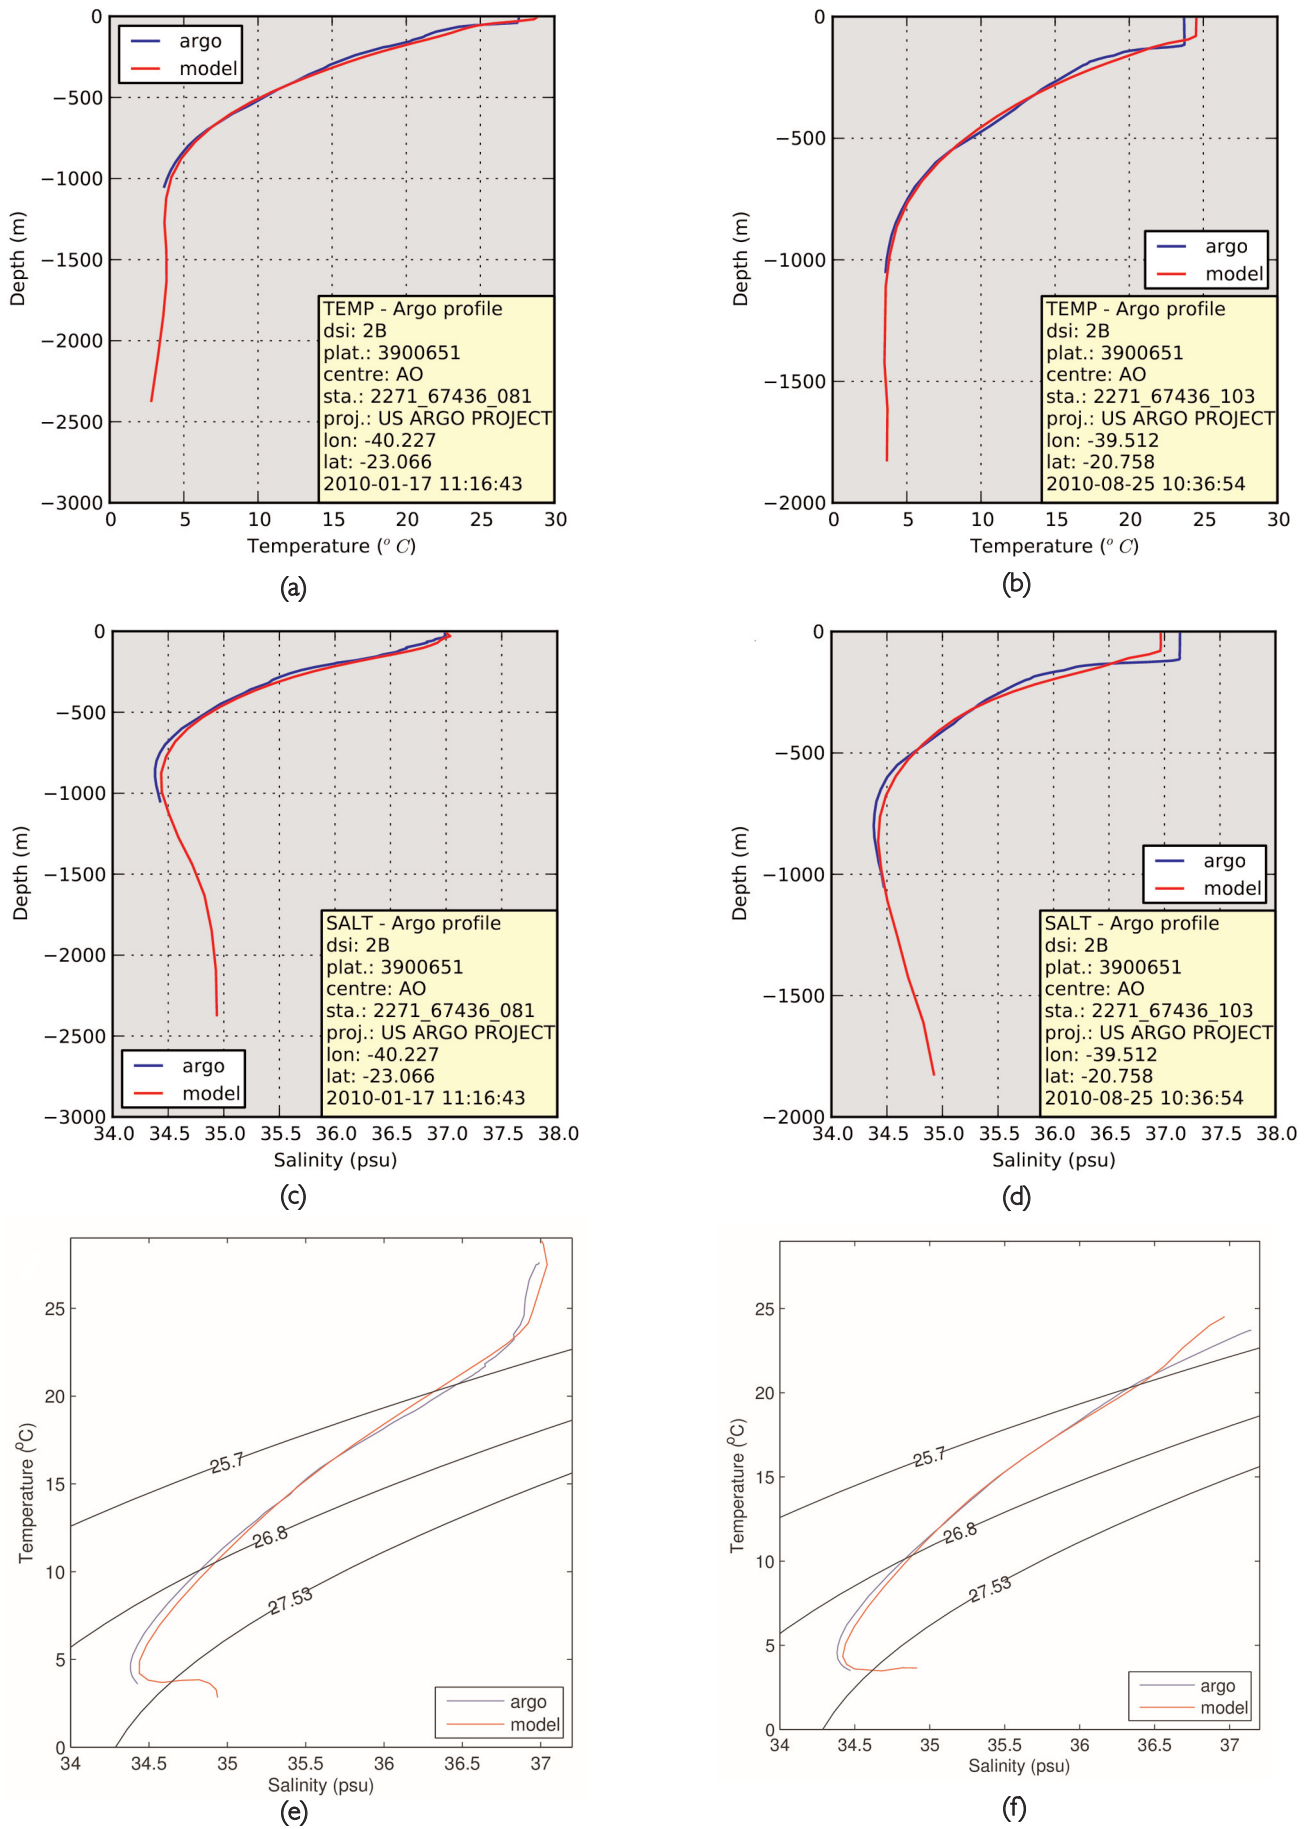 0
−500
−1000
−1500
−2000
−2500
−3000
0 5 10 15 20 25 30
Depth (m)
Temperature (° C)
argo
model
TEMP - Argo profile
dsi: 2B
plat.: 3900651
centre: AO
sta.: 2271_67436_081
proj.: US ARGO PROJECT
lon: -40.227
lat: -23.066
2010-01-17 11:16:43
(a)
0
−500
−1000
−1500
−2000
0 5 10 15 20 25 30
Depth (m)
Temperature (° C)
argo
model
TEMP - Argo profile
dsi: 2B
plat.: 3900651
centre: AO
sta.: 2271_67436_103
proj.: US ARGO PROJECT
lon: -39.512
lat: -20.758
2010-08-25 10:36:54
(b)
0
−500
−1000
−1500
−2000
−2500
−3000
34.0 34.5 35.0 35.5 36.0 36.5 37.0 37.5 38.0
Depth (m)
Salinity (psu)
SALT - Argo profile
dsi: 2B
plat.: 3900651
centre: AO
sta.: 2271_67436_081
proj.: US ARGO PROJECT
lon: -40.227
lat: -23.066
2010-01-17 11:16:43
argo
model
(c)
0
−500
−1000
−1500
−2000
34.0 34.5 35.0 35.5 36.0 36.5 37.0 37.5 38.0
Depth (m)
Salinity (psu)
argo
model
SALT - Argo profile
dsi: 2B
plat.: 3900651
centre: AO
sta.: 2271_67436_103
proj.: US ARGO PROJECT
lon: -39.512
lat: -20.758
2010-08-25 10:36:54
(d)
25
20
15
10
5
0
34 34.5 35 35.5 36 36.5 37
Temperature (°C)
Salinity (psu)
25.7
26.8
27.53
argo
model
(e)
25
20
15
10
5
0
34 34.5 35 35.5 36 36.5 37
Temperature (°C)
Salinity (psu)
25.7
26.8
27.53
argo
model
(f)